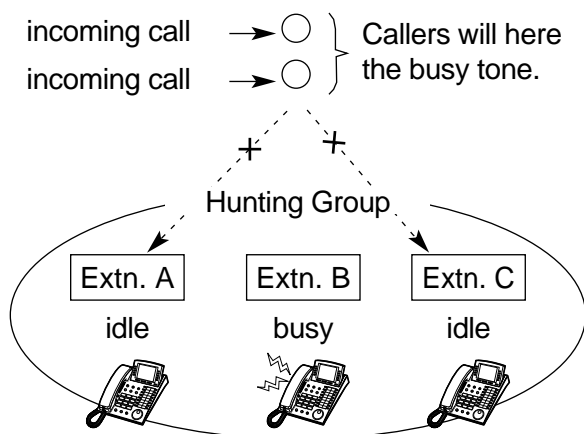 incoming call
Callers will here
incoming call
the busy tone.
Hunting Group
Extn. A
Extn. B
Extn. C
idle
busy
idle